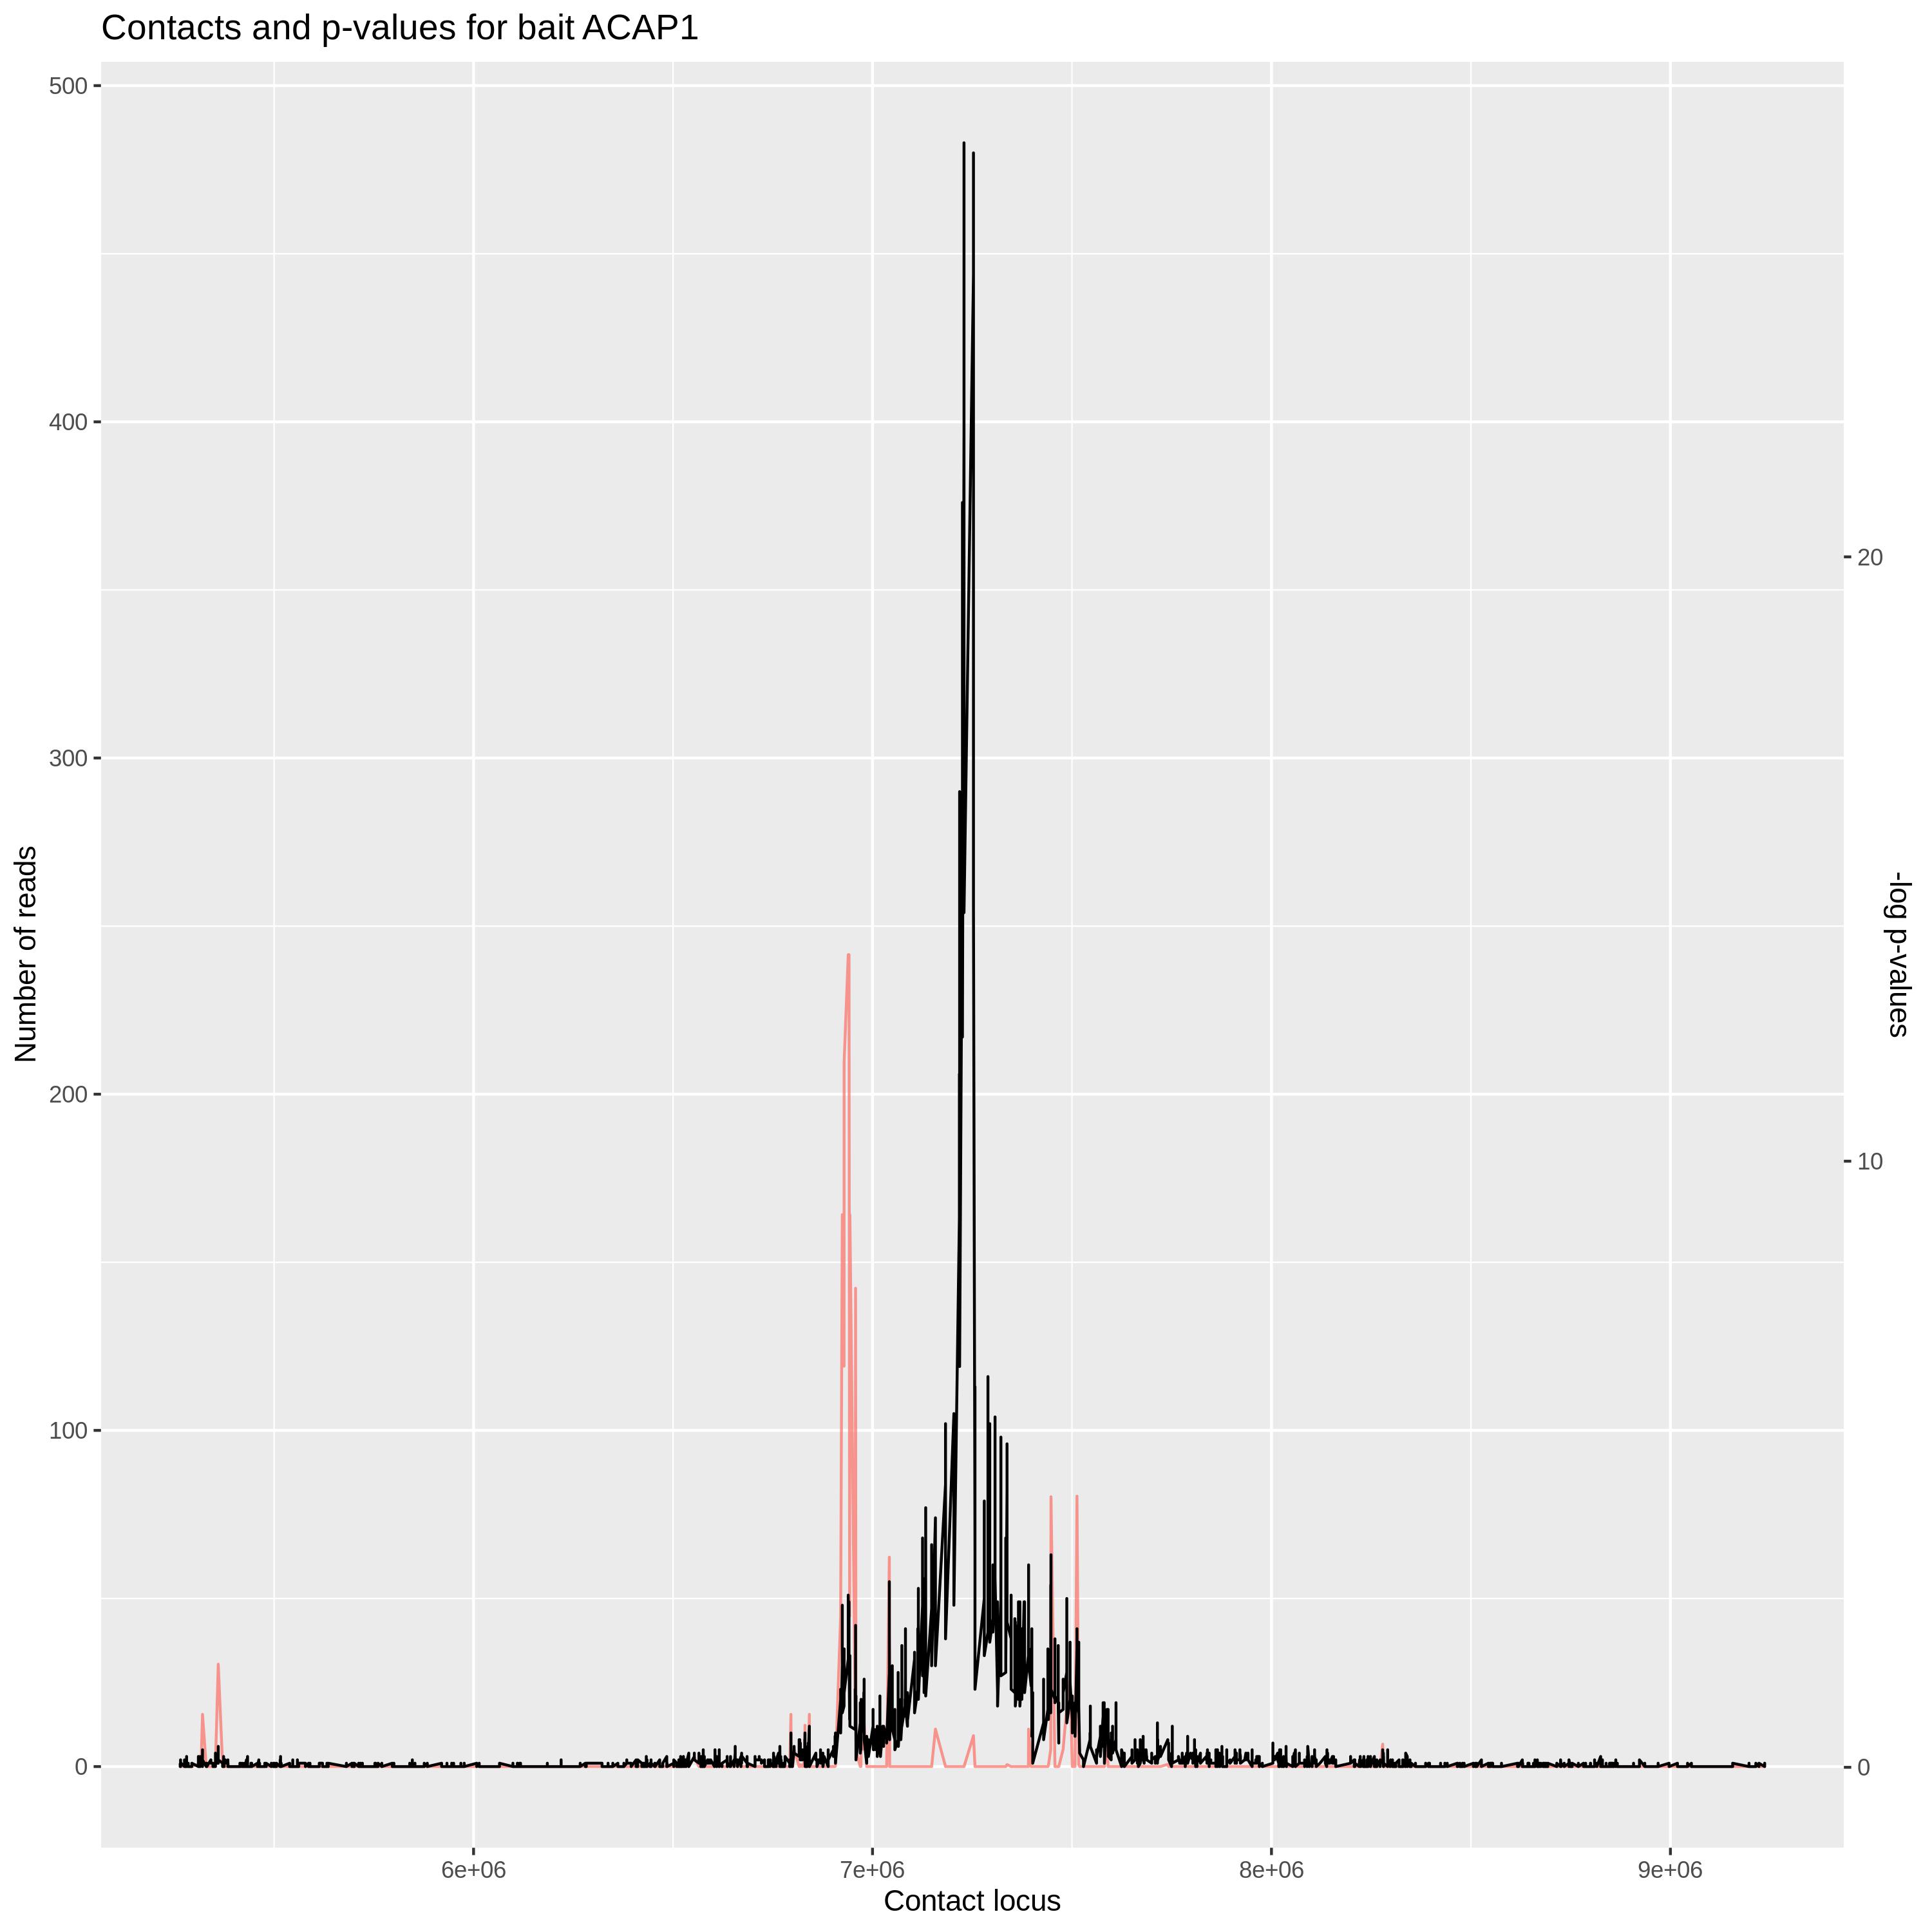 Contacts and p-values for bait ACAP1
500
400
300
200
100
0
Number of reads
20
10
0
-log p-values
6e+06
7e+06
8e+06
9e+06
Contact locus